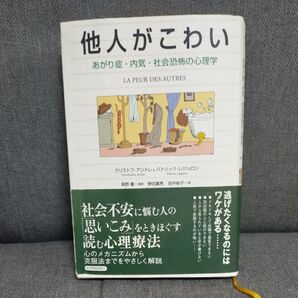 他人がこわい
あがり症・内気・社会恐怖の心理学
LA PEUR DES AUTRES
クリストフ・アンドレ&パトリック・レジュロン
高野優=監訳 野田嘉秀・田中裕子=訳
逃げたくなるのには
ワケがある……
社会不安に悩む人の
「思いこみ」をときほぐす
読む心理療法
心のメカニズムから
克服法までをやさしく解説